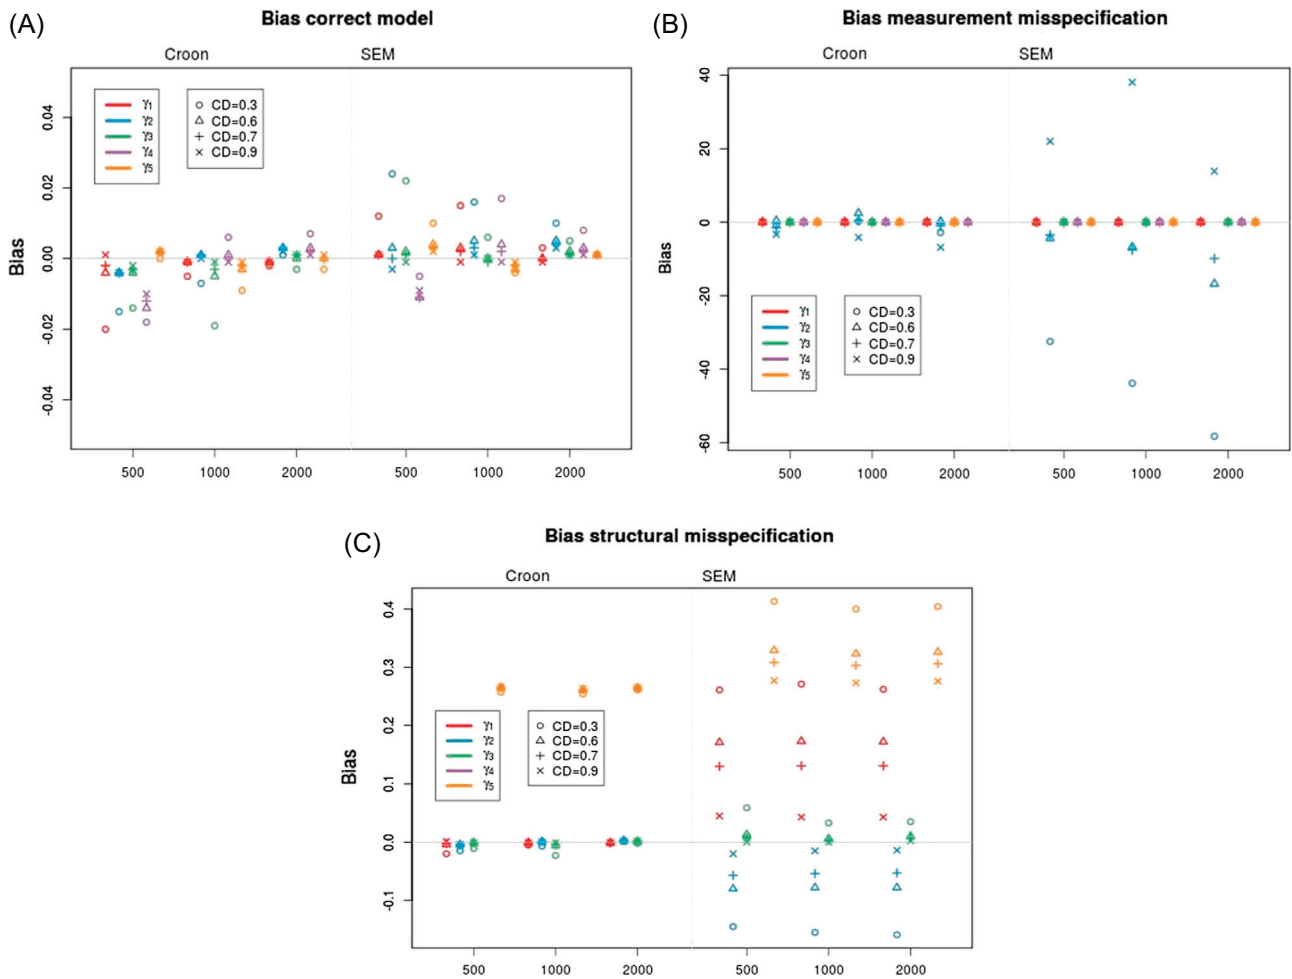 (A)
Bias correct model
Croon SEM
γ1 CD=0.3
γ2 CD=0.6
γ3 CD=0.7
γ4 CD=0.9
γ5
Bias
0.04
0.02
0.00
-0.02
-0.04
500 1000 2000 500 1000 2000
(B)
Bias measurement misspecification
Croon SEM
Bias
40
20
0
-20
-40
-60
γ1 CD=0.3
γ2 CD=0.6
γ3 CD=0.7
γ4 CD=0.9
γ5
500 1000 2000 500 1000 2000
(C)
Bias structural misspecification
Croon SEM
Bias
0.4
0.3
0.2
0.1
0.0
-0.1
γ1 CD=0.3
γ2 CD=0.6
γ3 CD=0.7
γ4 CD=0.9
γ5
500 1000 2000 500 1000 2000